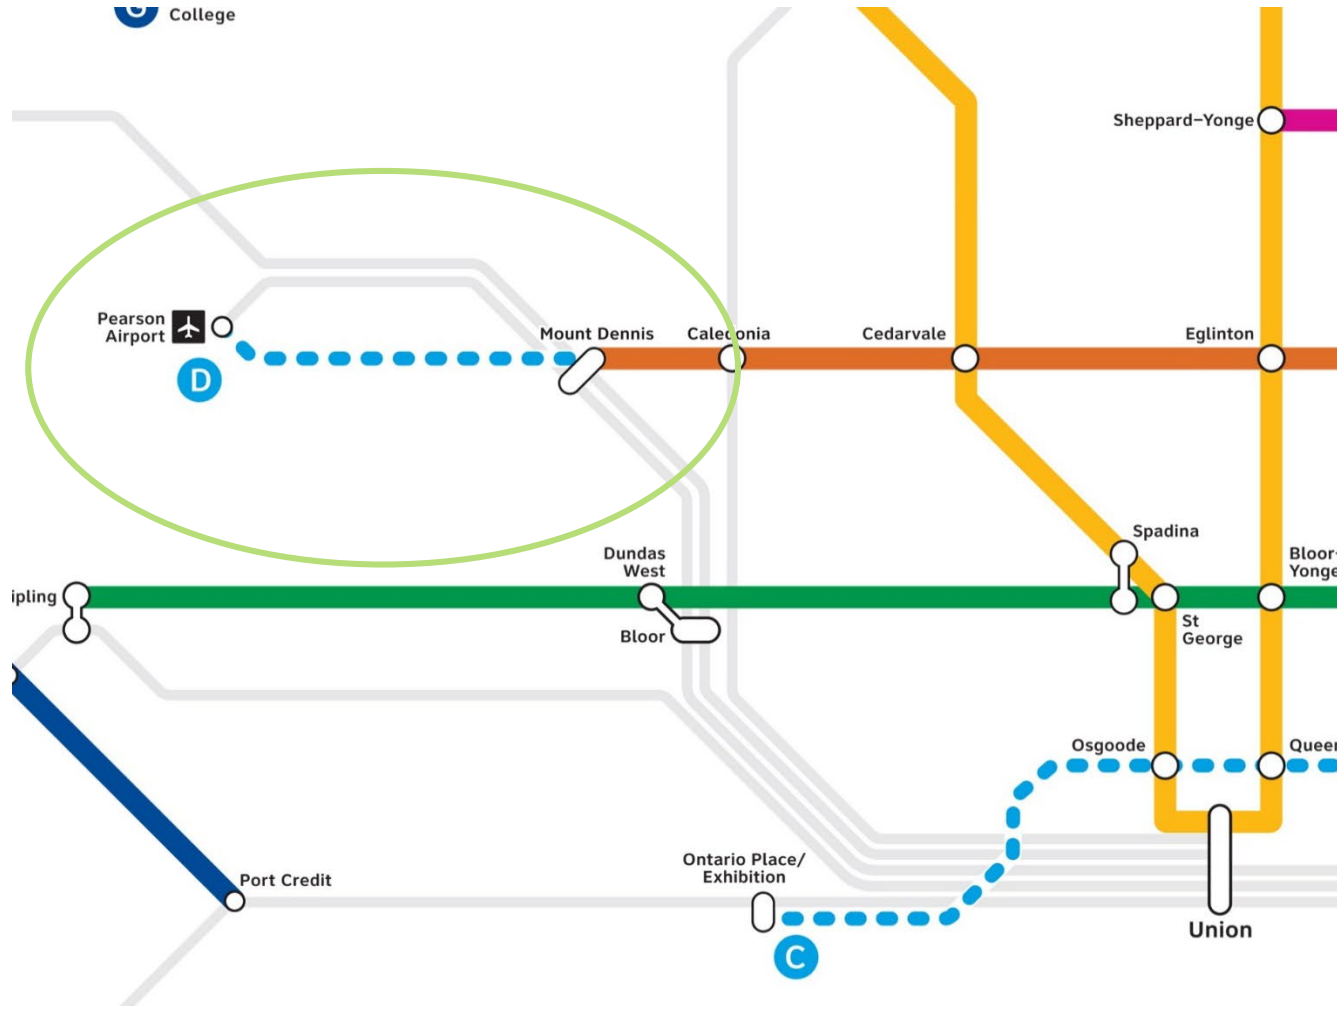 G
College
Sheppard–Yonge
Pearson
Airport
D
Mount Dennis
Caledonia
Cedarvale
Eglinton
Spadina
Dundas
West
Bloor-
Yonge
ipling
Bloor
St
George
Osgoode
Queen
Ontario Place/
Exhibition
Port Credit
Union
C